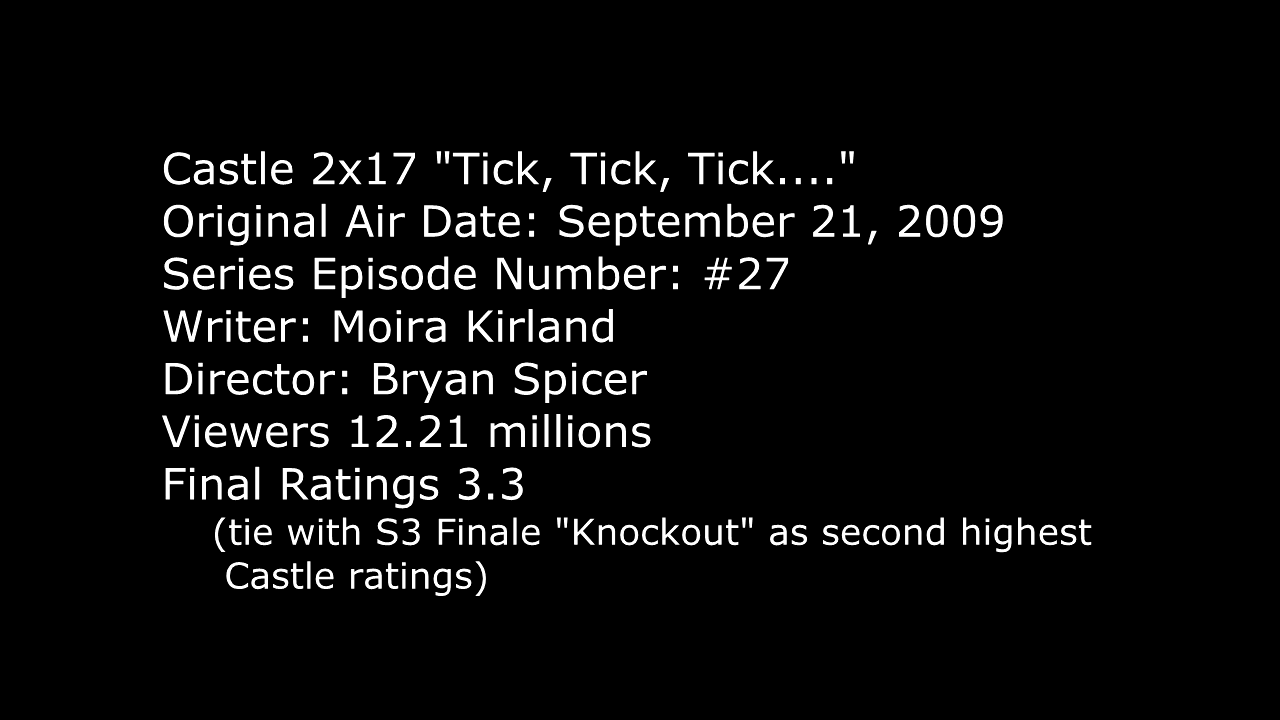 Castle 2x17 "Tick, Tick, Tick...."
Original Air Date: September 21, 2009
Series Episode Number: #27
Writer: Moira Kirland
Director: Bryan Spicer
Viewers 12.21 millions
Final Ratings 3.3
(tie with S3 Finale "Knockout" as second highest
Castle ratings)